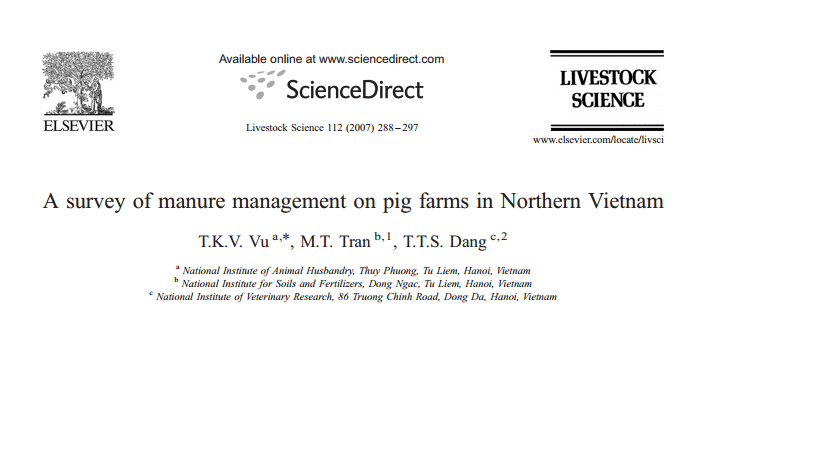 Available online at www.sciencedirect.com
ScienceDirect
ELSEVIER
Livestock Science 112 (2007) 288–297
LIVESTOCK
SCIENCE
www.elsevier.com/locate/livsci
A survey of manure management on pig farms in Northern Vietnam
T.K.V. Vu a,*, M.T. Tran b,1, T.T.S. Dang c,2
a National Institute of Animal Husbandry, Thuy Phuong, Tu Liem, Hanoi, Vietnam
b National Institute for Soils and Fertilizers, Dong Ngac, Tu Liem, Hanoi, Vietnam
c National Institute of Veterinary Research, 86 Truong Chinh Road, Dong Da, Hanoi, Vietnam